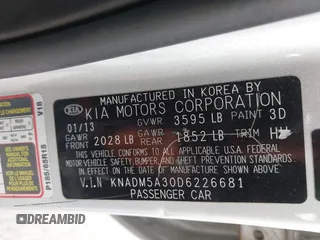 MANUFACTURED IN KOREA BY
KIA KIA MOTORS CORPORATION
01/13 GVWR 3595 LB PAINT 3D
GAWR FRONT 2028 LB GAWR REAR 1852 LB TRIM
THIS VEHICLE CONFORMS TO ALL APPLICABLE U.S.A. FEDERAL
MOTOR VEHICLE SAFETY, BUMPER, AND THEFT PREVENTION STANDARDS
IN EFFECT ON THE DATE OF MANUFACTURE SHOWN ABOVE.
V.I.N KNADM5A30D6226681
PASSENGER CAR
P185/65R15 V1B
DREAMBID